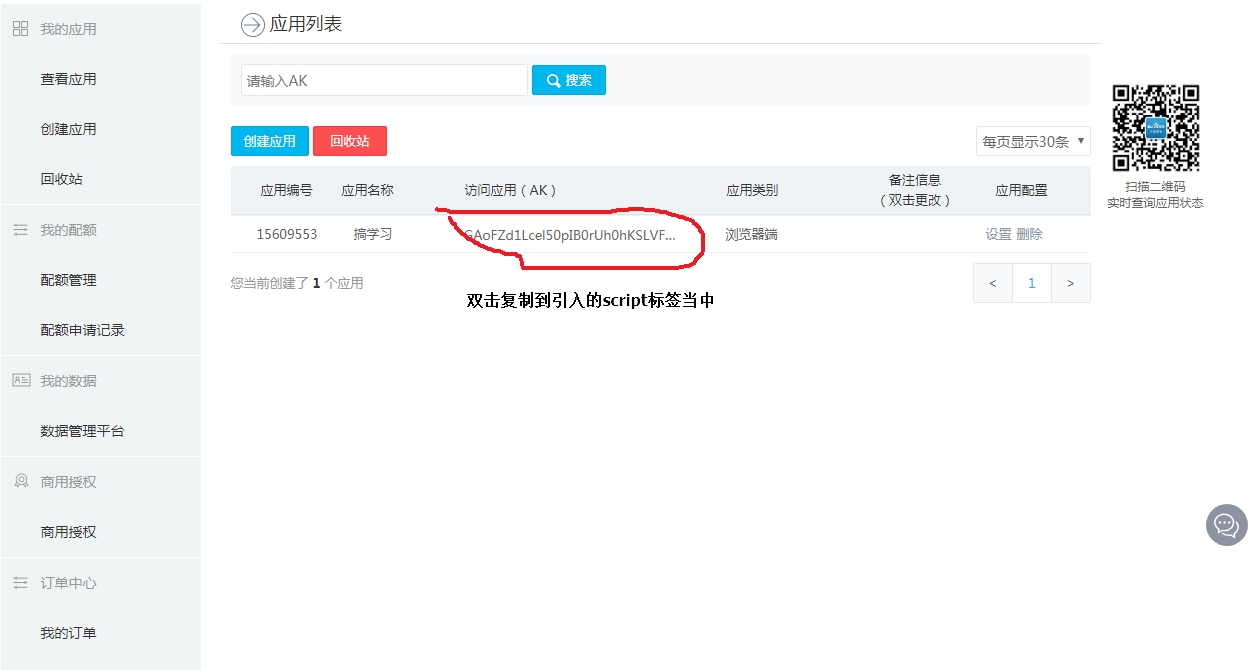 我的应用
查看应用
创建应用
回收站
我的配额
配额管理
配额申请记录
我的数据
数据管理平台
商用授权
商用授权
订单中心
我的订单
应用列表
请输入AK
搜索
创建应用 回收站
每页显示30条
应用编号 应用名称 访问应用（AK） 应用类别 备注信息（双击更改） 应用配置
15609553 搞学习 GAoFZd1Lcel50pIB0rUh0hKSLVF... 浏览器端 设置 删除
您当前创建了 1 个应用
< 1 >
双击复制到引入的script标签当中
扫描二维码
实时查询应用状态